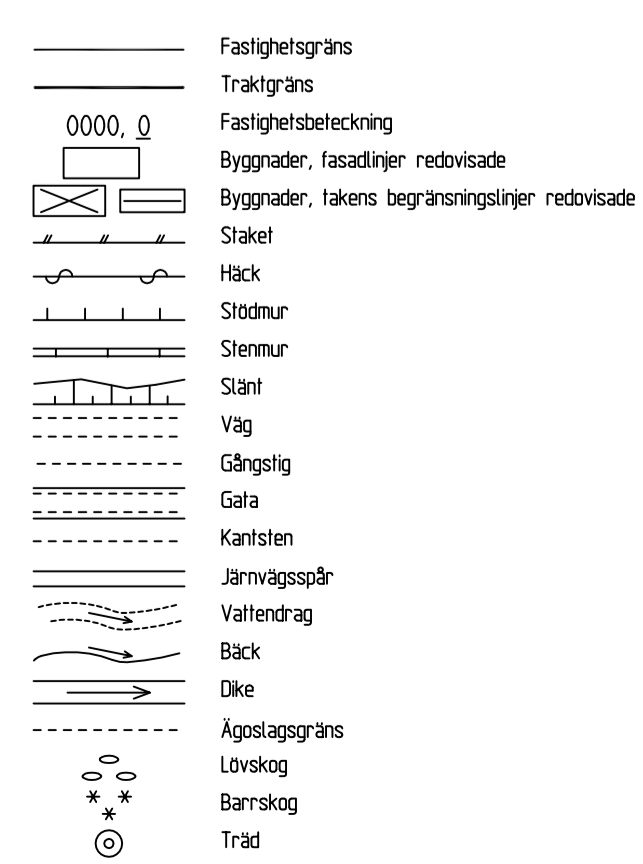 Fastighetsgräns
Traktgräns
0000, 0 Fastighetsbeteckning
Byggnader, fasadlinjer redovisade
Byggnader, takens begränsningslinjer redovisade
Staket
Häck
Stödmur
Stenmur
Slänt
Väg
Gångstig
Gata
Kantsten
Järnvägsspår
Vattendrag
Bäck
Dike
Ägoslagsgräns
Lövskog
Barrskog
Träd